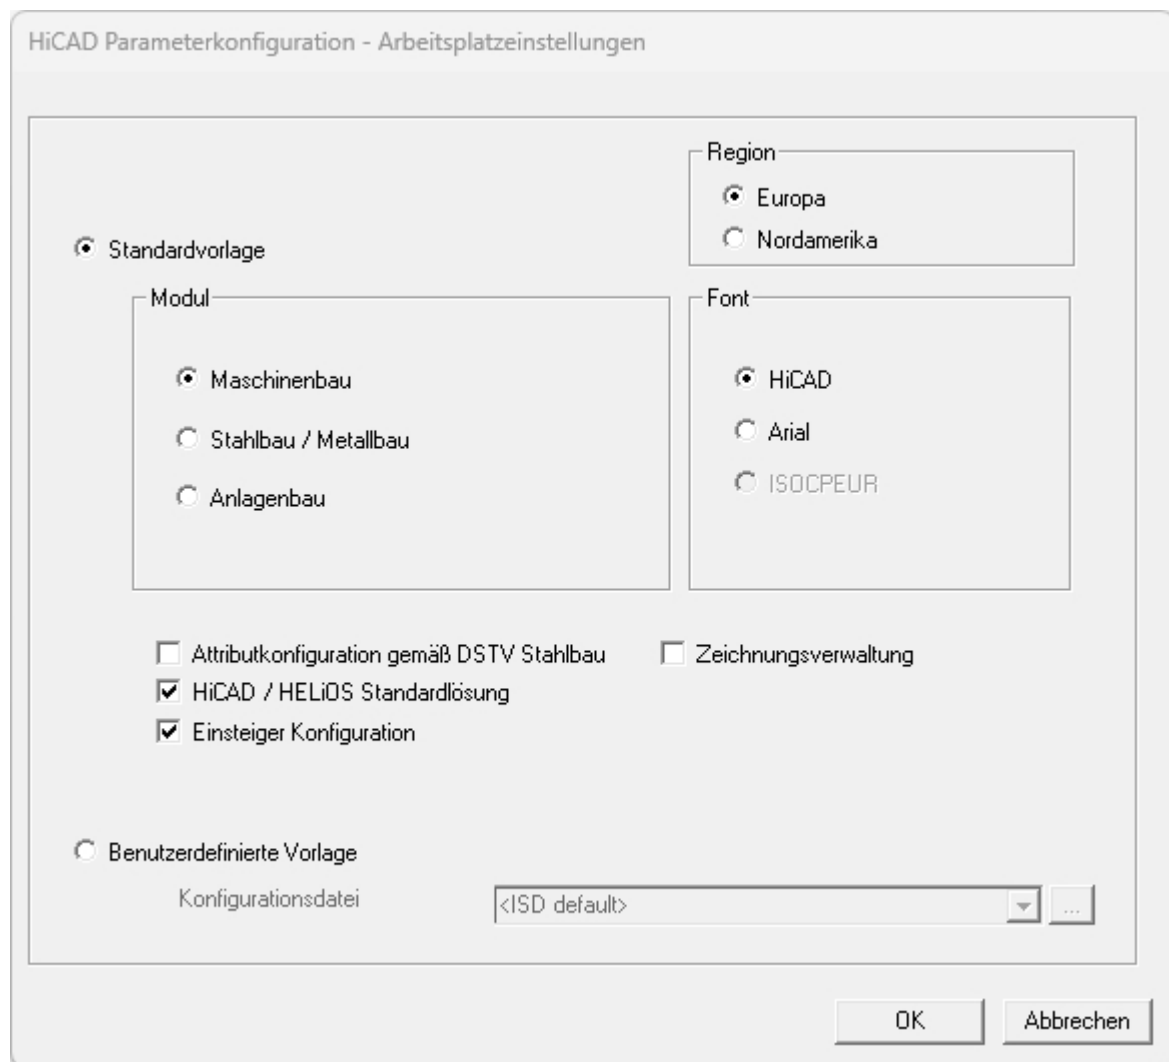 HiCAD Parameterkonfiguration - Arbeitsplatzeinstellungen
Region
Europa
Nordamerika
Standardvorlage
Modul
Maschinenbau
Stahlbau / Metallbau
Anlagenbau
Font
HiCAD
Arial
ISOCPEUR
Attributkonfiguration gemäß DSTV Stahlbau
Zeichnungsverwaltung
HiCAD / HELiOS Standardlösung
Einsteiger Konfiguration
Benutzerdefinierte Vorlage
Konfigurationsdatei
<ISD default>
...
OK
Abbrechen